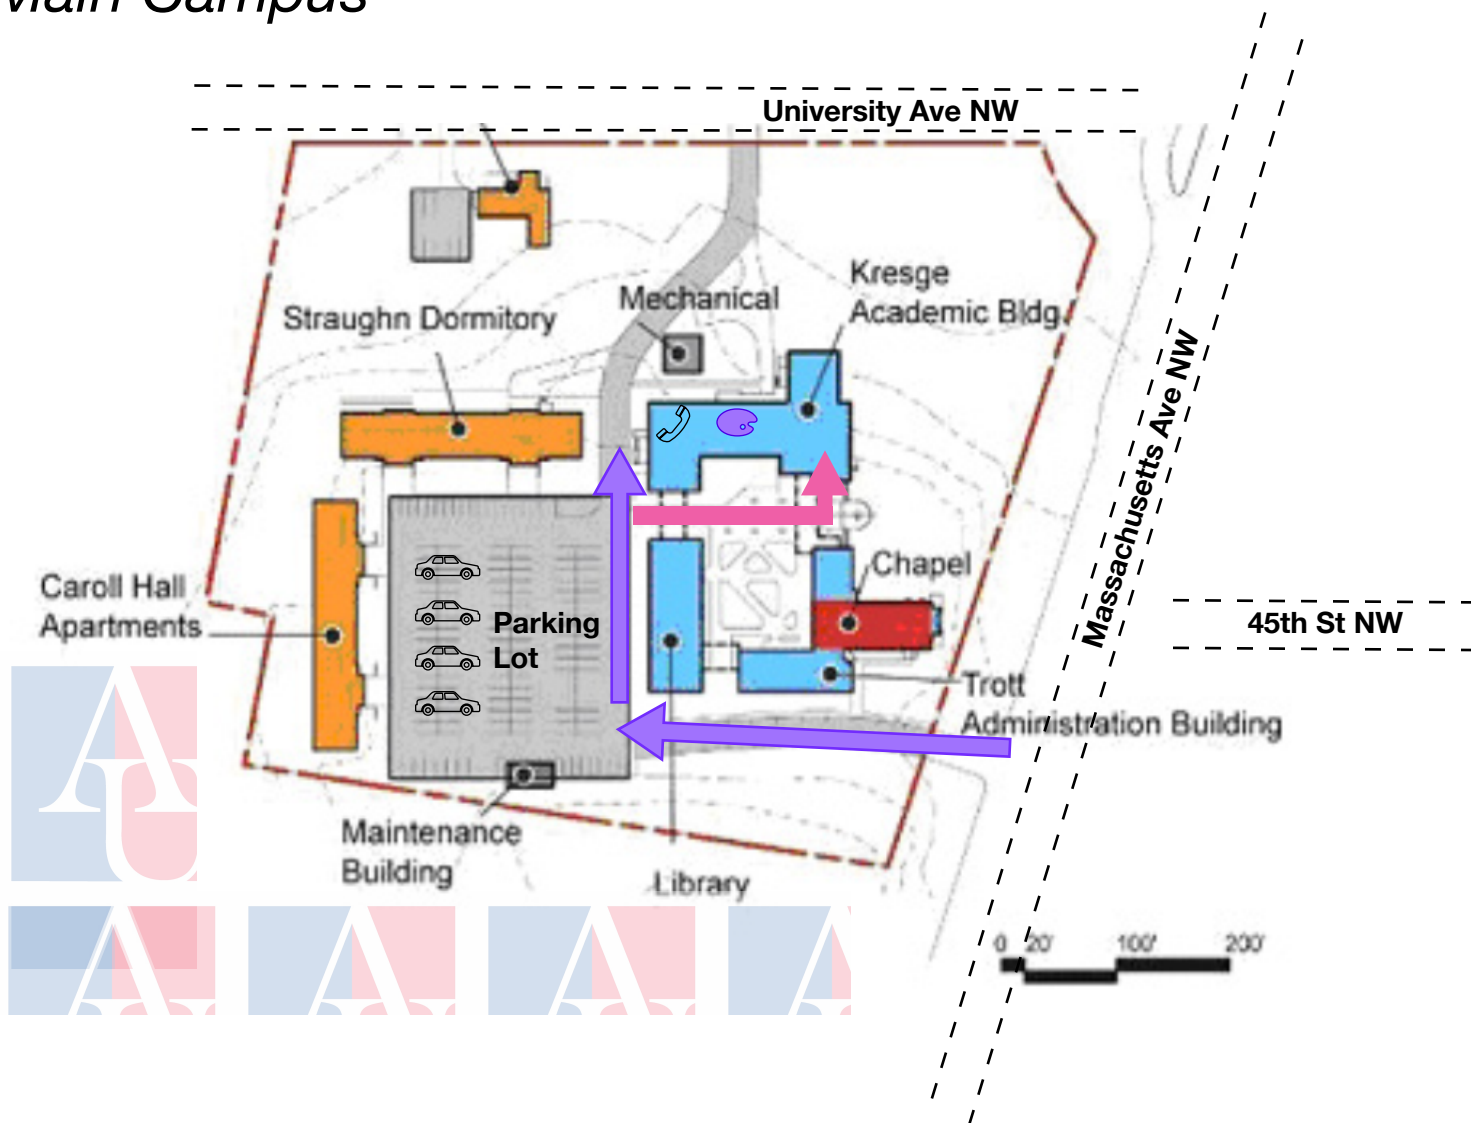 Main Campus
University Ave NW
Kresge
Academic Bldg.
Mechanical
Straughn Dormitory
Massachusetts Ave NW
Chapel
Caroll Hall
Apartments
Parking
Lot
45th St NW
Trott
Administration Building
Maintenance
Building
Library
0 20' 100' 200'
AU
A
A
A
A